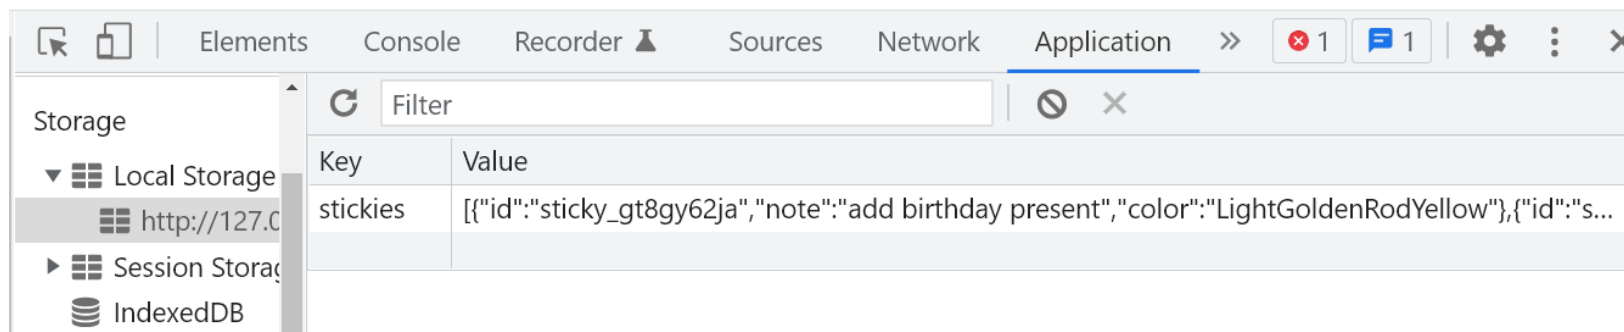 Elements Console Recorder Sources Network Application 1 1
Filter
Storage
Key Value
Local Storage
stickies [{"id":"sticky_gt8gy62ja","note":"add birthday present","color":"LightGoldenRodYellow"},{"id":"s...
http://127.0
Session Storag
IndexedDB